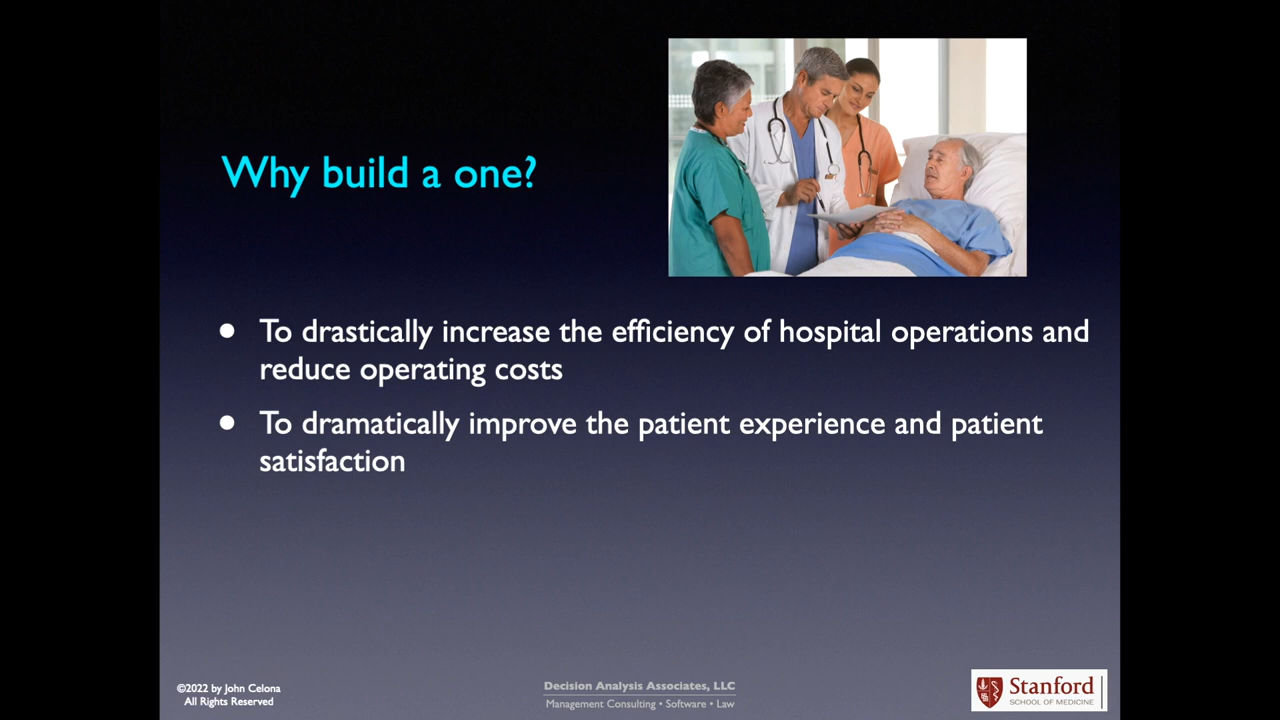 Why build a one?
● To drastically increase the efficiency of hospital operations and
reduce operating costs
● To dramatically improve the patient experience and patient
satisfaction
©2022 by John Celona
All Rights Reserved
Decision Analysis Associates, LLC
Management Consulting • Software • Law
Stanford
SCHOOL OF MEDICINE